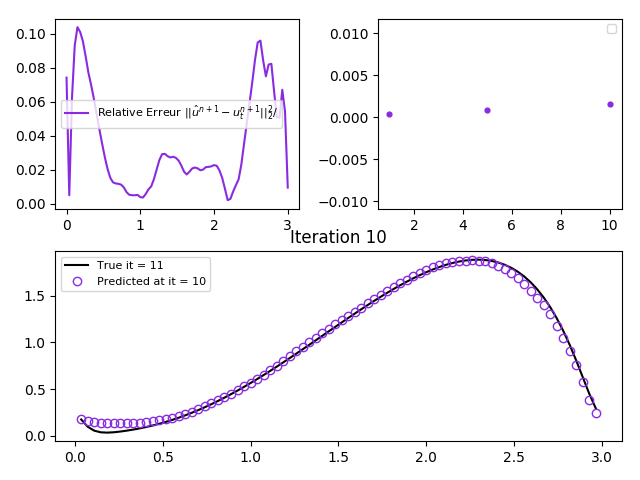 0.10
0.08
0.06
0.04
0.02
0.00
0 1 2 3
Relative Erreur $||\hat{u}^{n+1} - u_t^{n+1}||_2^2/$
0.010
0.005
0.000
−0.005
−0.010
2 4 6 8 10
Iteration 10
1.5
1.0
0.5
0.0
0.0 0.5 1.0 1.5 2.0 2.5 3.0
True it = 11
Predicted at it = 10